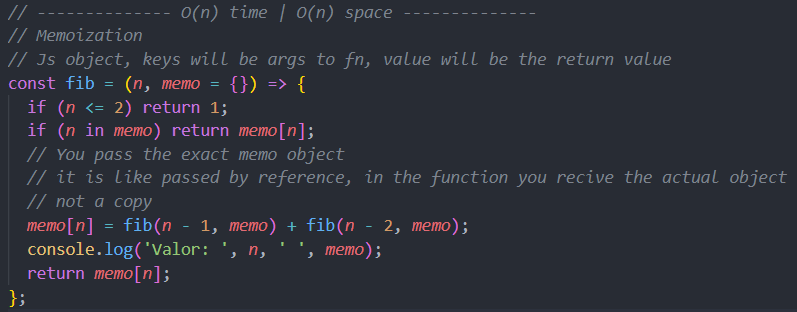 // -------------- O(n) time | O(n) space --------------
// Memoization
// Js object, keys will be args to fn, value will be the return value
const fib = (n, memo = {}) => {
  if (n <= 2) return 1;
  if (n in memo) return memo[n];
  // You pass the exact memo object
  // it is like passed by reference, in the function you recive the actual object
  // not a copy
  memo[n] = fib(n - 1, memo) + fib(n - 2, memo);
  console.log('Valor: ', n, ' ', memo);
  return memo[n];
};